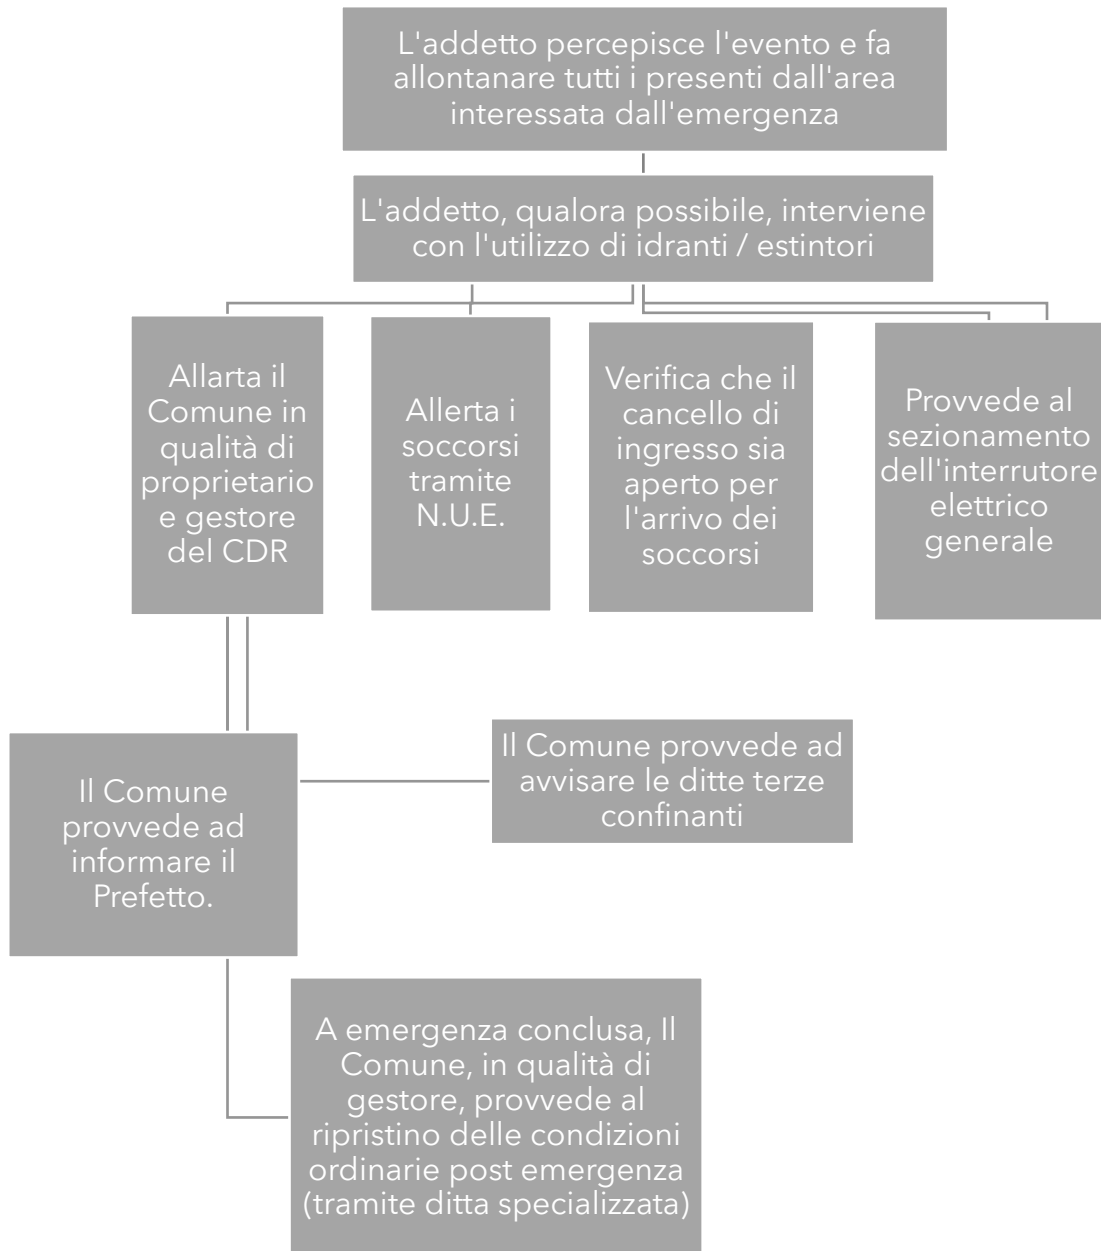 L'addetto percepisce l'evento e fa
allontanare tutti i presenti dall'area
interessata dall'emergenza
L'addetto, qualora possibile, interviene
con l'utilizzo di idranti / estintori
Allarta il
Comune in
qualità di
proprietario
e gestore
del CDR
Allerta i
soccorsi
tramite
N.U.E.
Verifica che il
cancello di
ingresso sia
aperto per
l'arrivo dei
soccorsi
Provvede al
sezionamento
dell'interrutore
elettrico
generale
Il Comune
provvede ad
informare il
Prefetto.
Il Comune provvede ad
avvisare le ditte terze
confinanti
A emergenza conclusa, Il
Comune, in qualità di
gestore, provvede al
ripristino delle condizioni
ordinarie post emergenza
(tramite ditta specializzata)